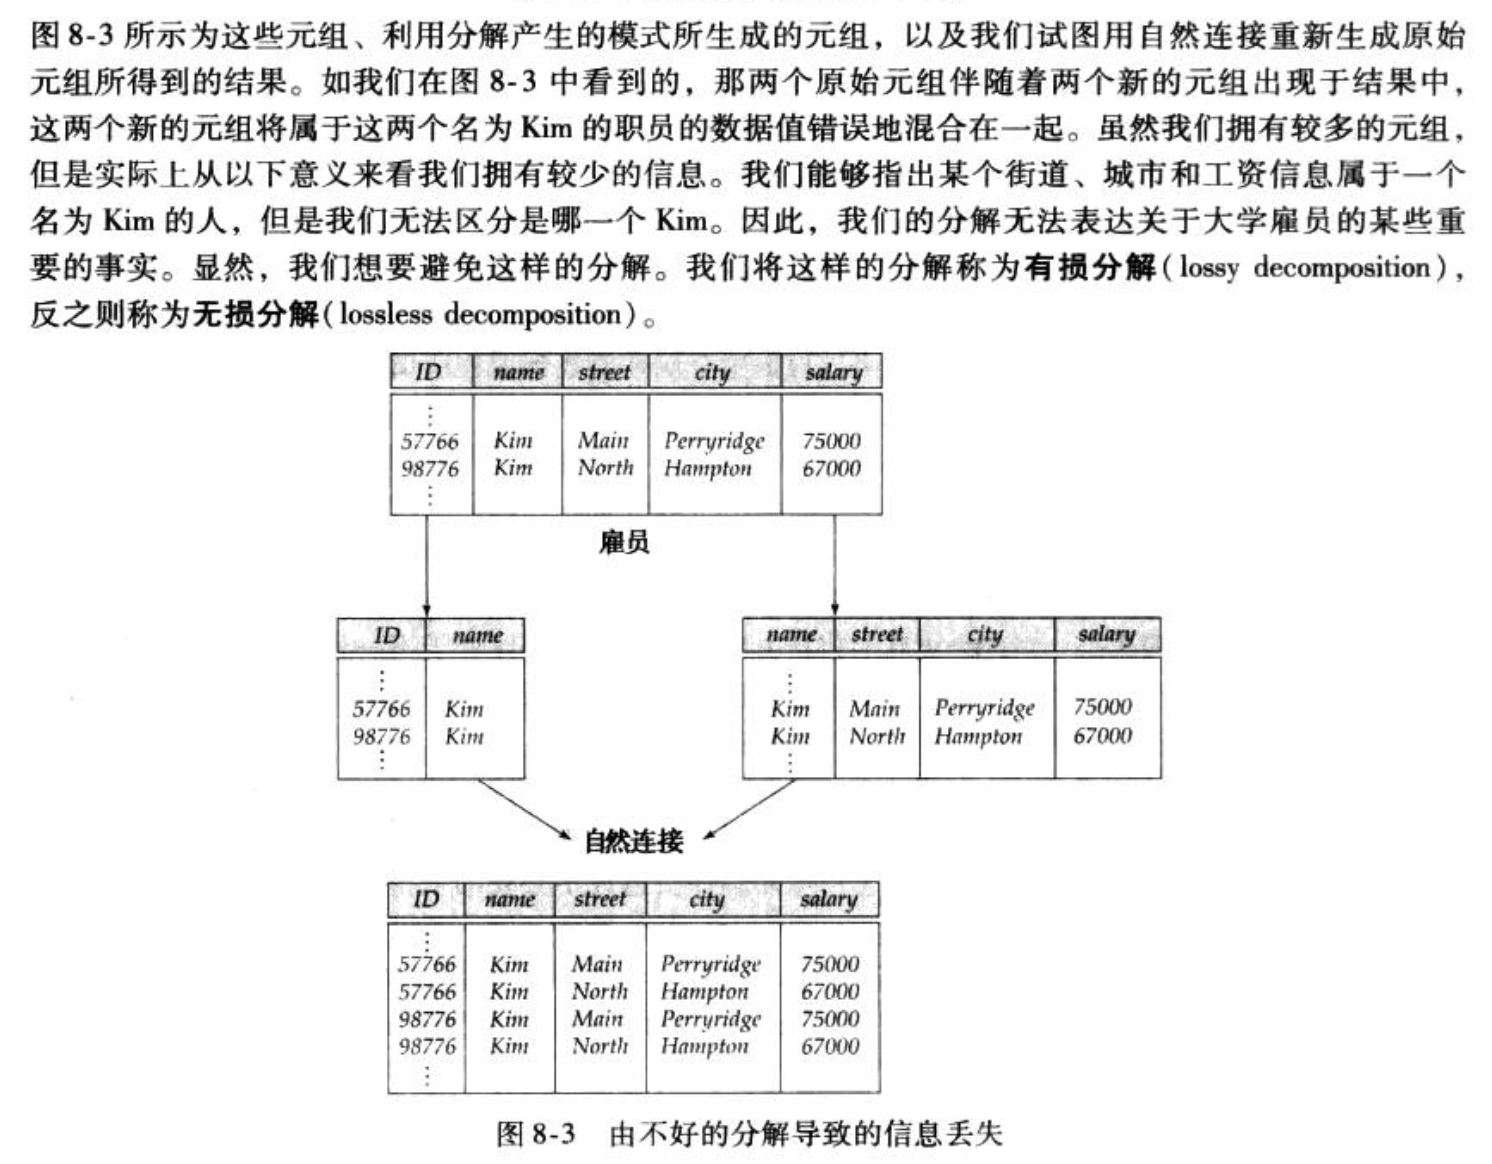 图 8-3 所示为这些元组、利用分解产生的模式所生成的元组，以及我们试图用自然连接重新生成原始
元组所得到的结果。如我们在图 8-3 中看到的，那两个原始元组伴随着两个新的元组出现于结果中，
这两个新的元组将属于这两个名为 Kim 的职员的数据值错误地混合在一起。虽然我们拥有较多的元组，
但是实际上从以下意义来看我们拥有较少的信息。我们能够指出某个街道、城市和工资信息属于一个
名为 Kim 的人，但是我们无法区分是哪一个 Kim。因此，我们的分解无法表达关于大学雇员的某些重
要的事实。显然，我们想要避免这样的分解。我们将这样的分解称为有损分解(lossy decomposition)，
反之则称为无损分解(lossless decomposition)。
ID name street city salary
⋮
57766 Kim Main Perryridge 75000
98776 Kim North Hampton 67000
⋮
雇员
ID name
⋮
57766 Kim
98776 Kim
⋮
name street city salary
⋮
Kim Main Perryridge 75000
Kim North Hampton 67000
⋮
自然连接
ID name street city salary
⋮
57766 Kim Main Perryridge 75000
57766 Kim North Hampton 67000
98776 Kim Main Perryridge 75000
98776 Kim North Hampton 67000
⋮
图 8-3 由不好的分解导致的信息丢失